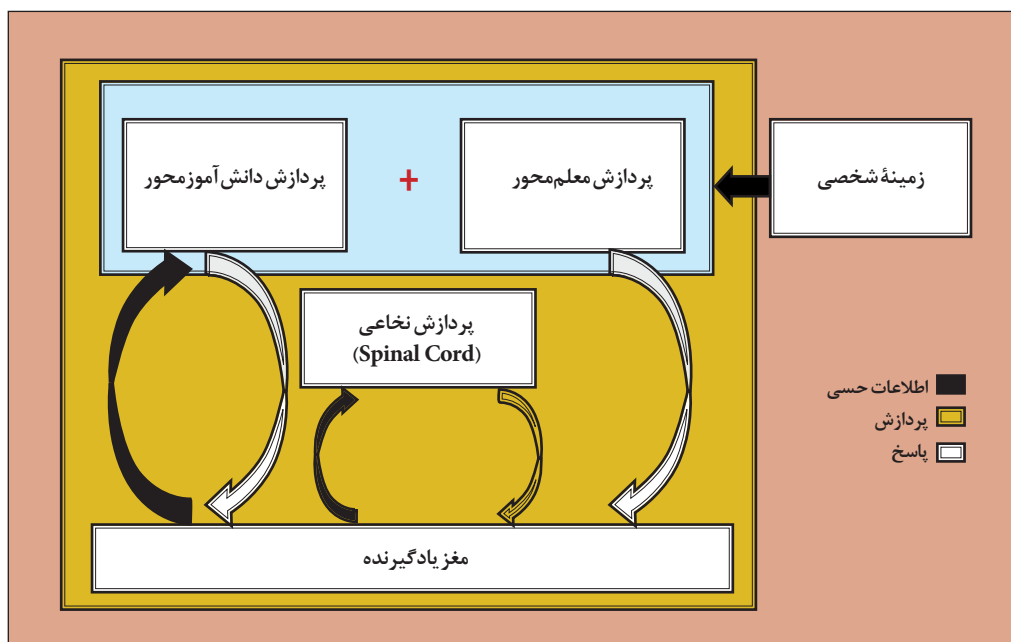 زمینهٔ شخصی
پردازش معلم‌محور
+
پردازش دانش‌آموزمحور
پردازش نخاعی
(Spinal Cord)
اطلاعات حسی
پردازش
پاسخ
مغز یادگیرنده